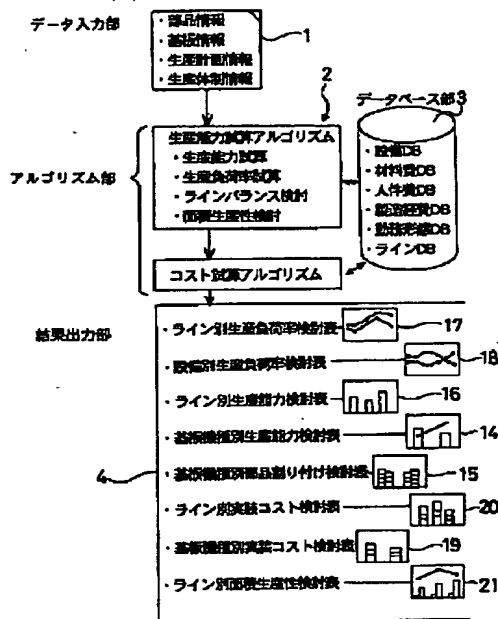 データ入力部
・部品情報
・基板情報
・生産計画情報
・生産体制情報
1
2
データベース部3
アルゴリズム部
生産能力試算アルゴリズム
・生産能力試算
・生産負荷率試算
・ラインバランス検討
・面積生産性検討
・設備DB
・材料費DB
・人件費DB
・製造経費DB
・勤務形態DB
・ラインDB
コスト試算アルゴリズム
結果出力部
・ライン別生産負荷率検討表
17
・設備別生産負荷率検討表
18
・ライン別生産能力検討表
16
・基板機種別生産能力検討表
14
4
・基板機種別部品割り付け検討表
15
・ライン別実装コスト検討表
20
・基板機種別実装コスト検討表
19
・ライン別面積生産性検討表
21